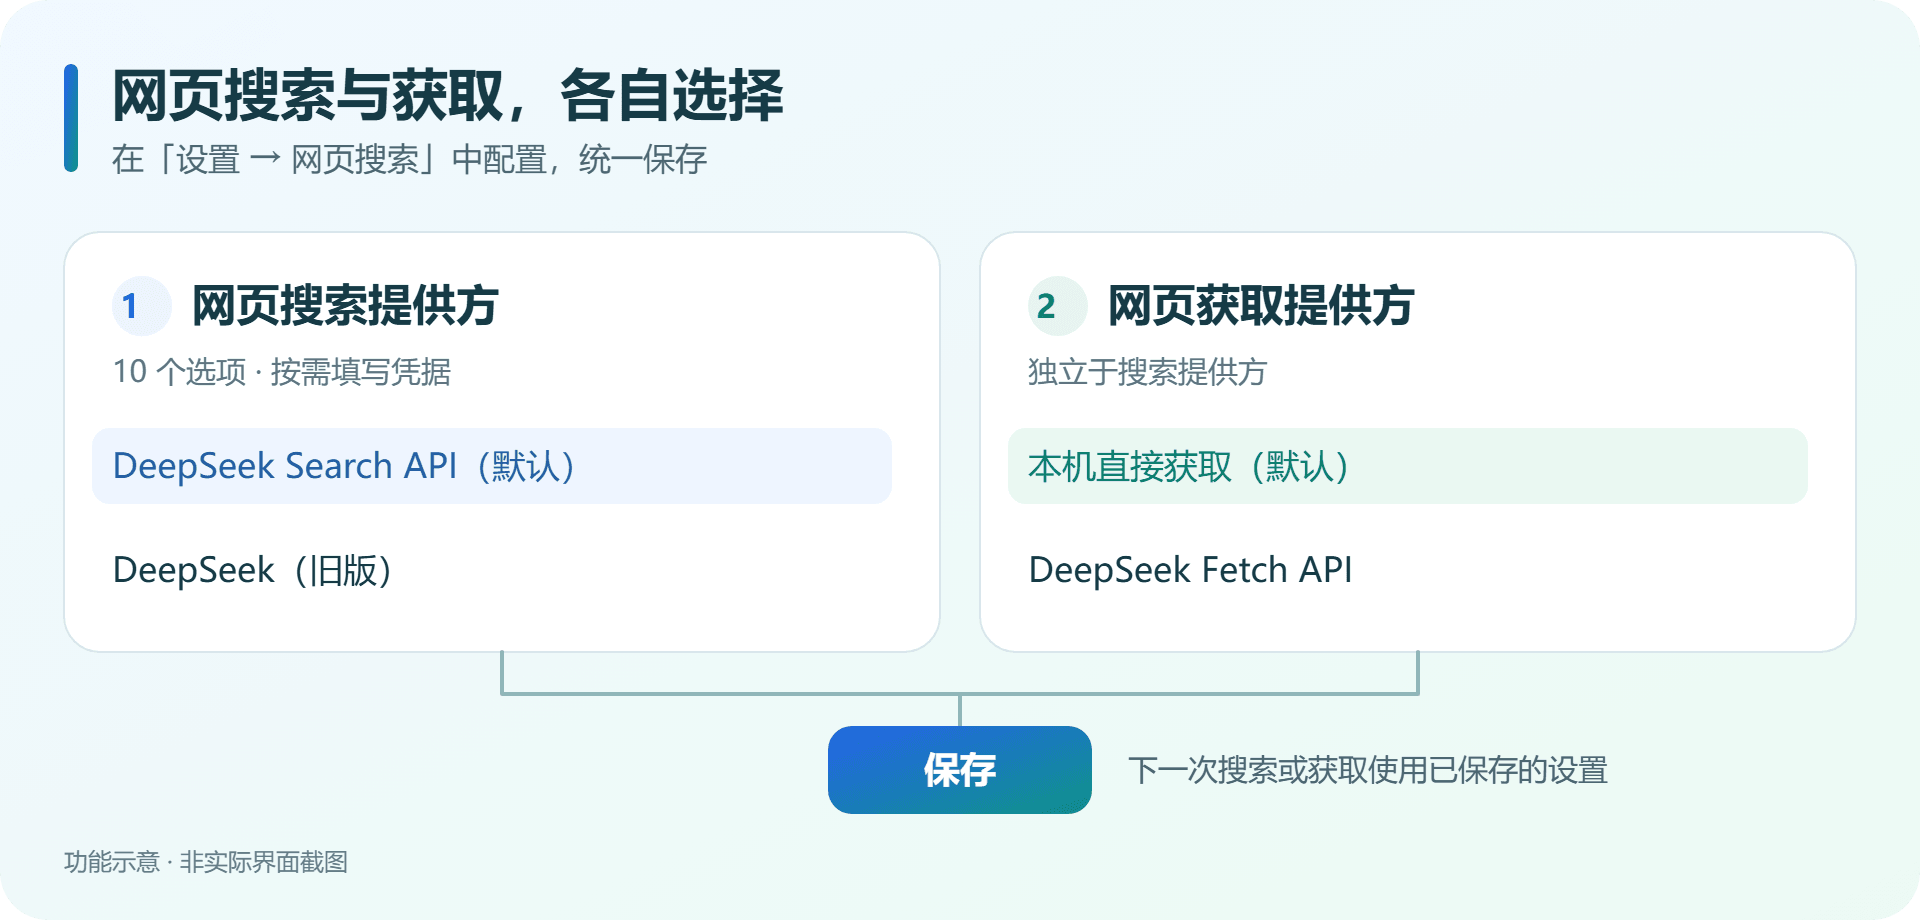 网页搜索与获取，各自选择
在「设置 → 网页搜索」中配置，统一保存
1 网页搜索提供方
10 个选项 · 按需填写凭据
DeepSeek Search API（默认）
DeepSeek（旧版）
2 网页获取提供方
独立于搜索提供方
本机直接获取（默认）
DeepSeek Fetch API
保存
下一次搜索或获取使用已保存的设置
功能示意 · 非实际界面截图